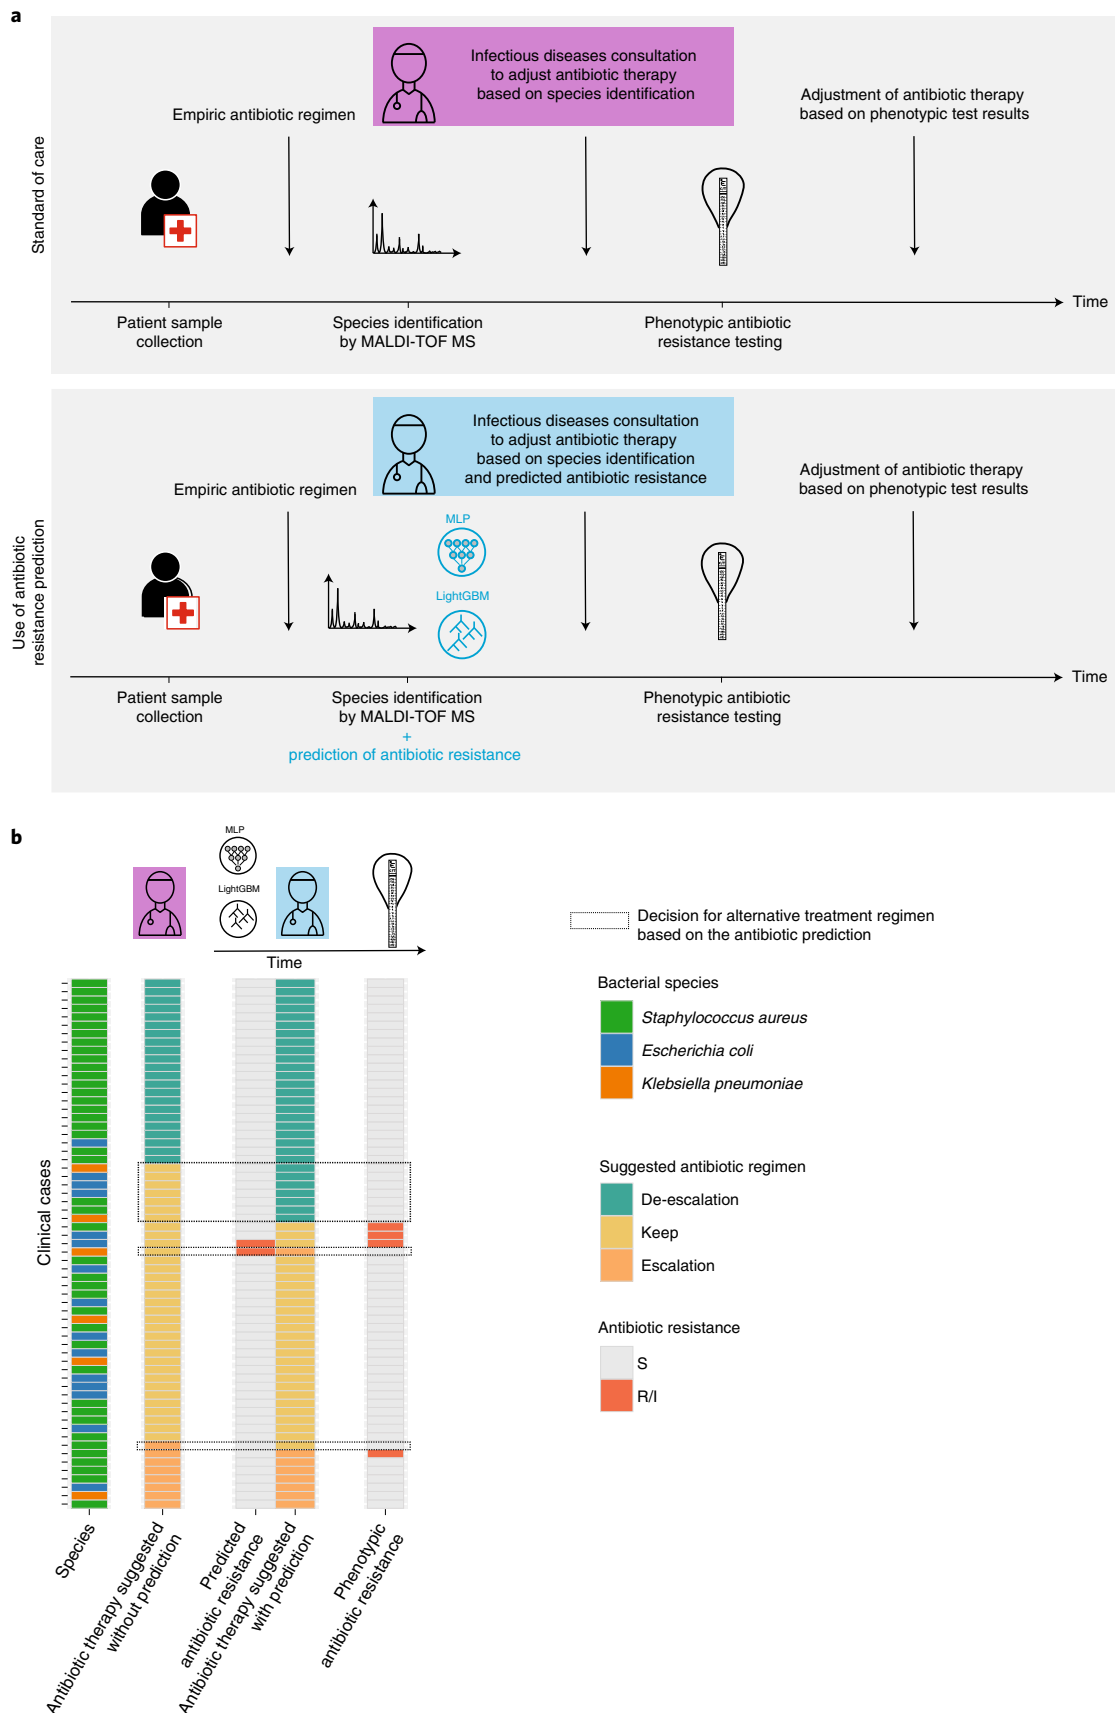 a
Standard of care
Infectious diseases consultation
to adjust antibiotic therapy
based on species identification
Empiric antibiotic regimen
Adjustment of antibiotic therapy
based on phenotypic test results
Time
Patient sample
collection
Species identification
by MALDI-TOF MS
Phenotypic antibiotic
resistance testing
Use of antibiotic
resistance prediction
Infectious diseases consultation
to adjust antibiotic therapy
based on species identification
and predicted antibiotic resistance
Empiric antibiotic regimen
Adjustment of antibiotic therapy
based on phenotypic test results
MLP
LightGBM
Time
Patient sample
collection
Species identification
by MALDI-TOF MS
+
prediction of antibiotic resistance
Phenotypic antibiotic
resistance testing
b
MLP
LightGBM
Time
Clinical cases
Species
Antibiotic therapy suggested
without prediction
Predicted
antibiotic resistance
Antibiotic therapy suggested
with prediction
Phenotypic
antibiotic resistance
Decision for alternative treatment regimen
based on the antibiotic prediction
Bacterial species
Staphylococcus aureus
Escherichia coli
Klebsiella pneumoniae
Suggested antibiotic regimen
De-escalation
Keep
Escalation
Antibiotic resistance
S
R/I